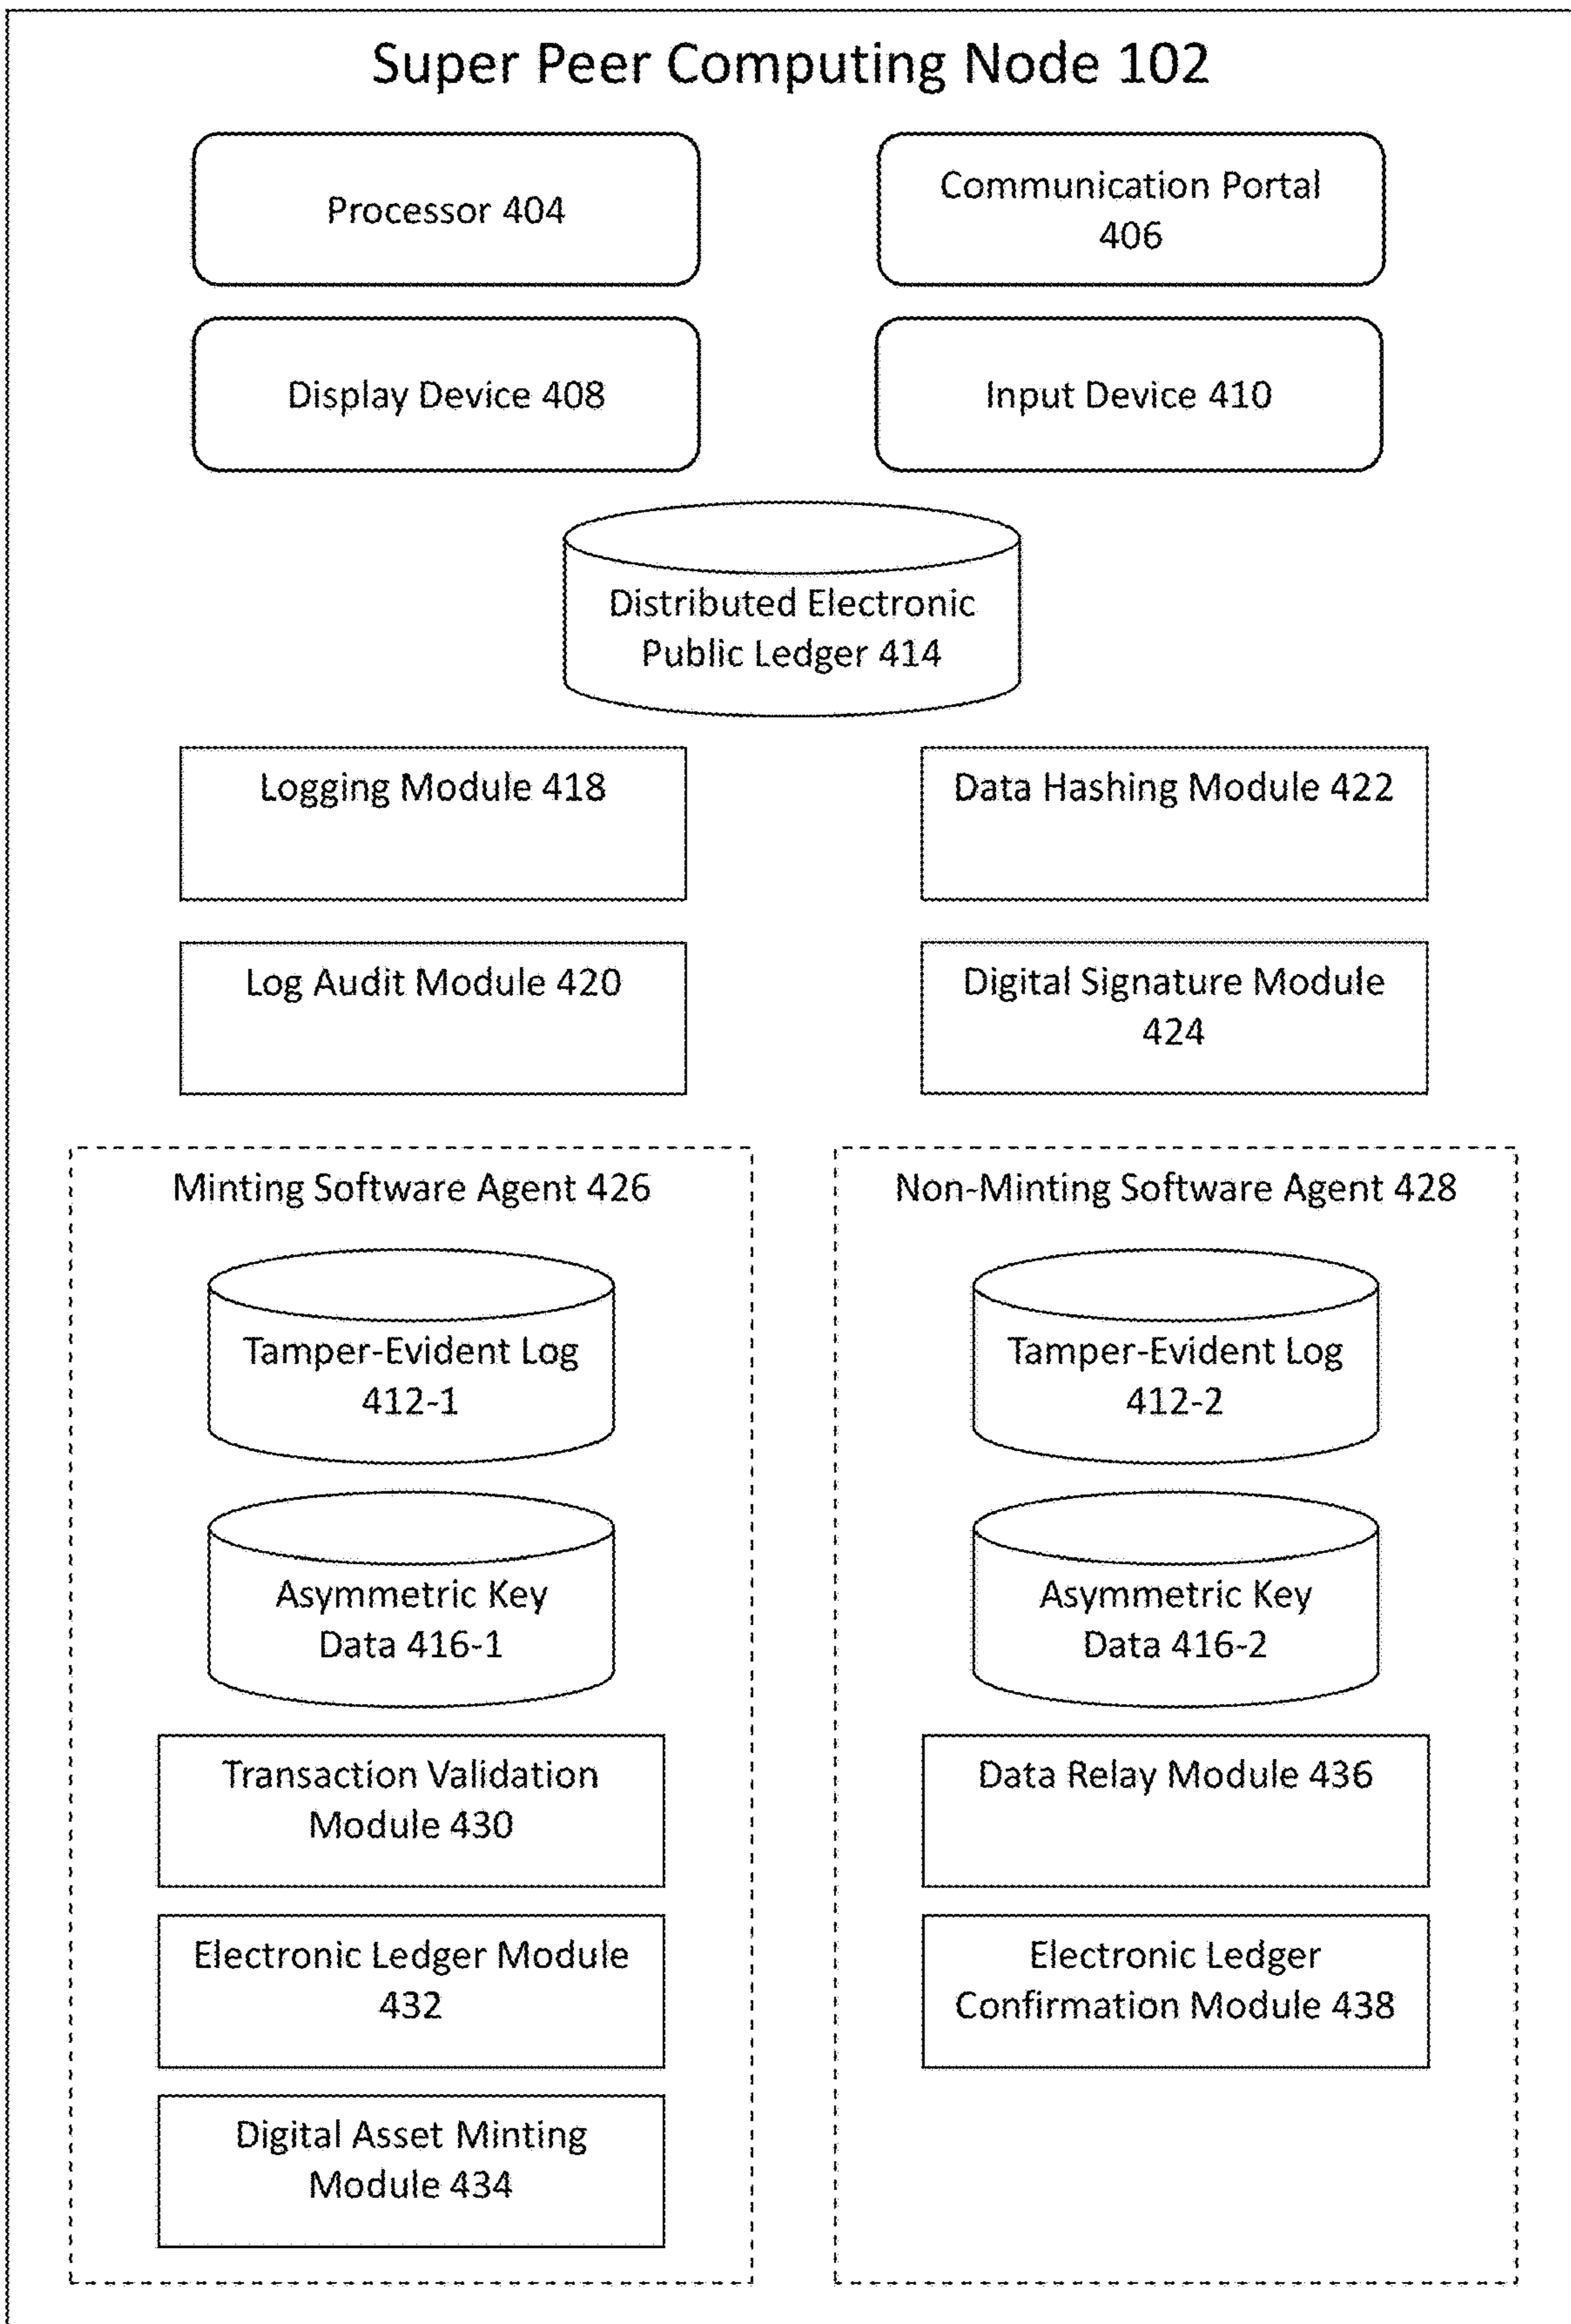 Super Peer Computing Node 102
Processor 404
Communication Portal
406
Display Device 408
Input Device 410
Distributed Electronic
Public Ledger 414
Logging Module 418
Data Hashing Module 422
Log Audit Module 420
Digital Signature Module
424
Minting Software Agent 426
Tamper-Evident Log
412-1
Asymmetric Key
Data 416-1
Transaction Validation
Module 430
Electronic Ledger Module
432
Digital Asset Minting
Module 434
Non-Minting Software Agent 428
Tamper-Evident Log
412-2
Asymmetric Key
Data 416-2
Data Relay Module 436
Electronic Ledger
Confirmation Module 438